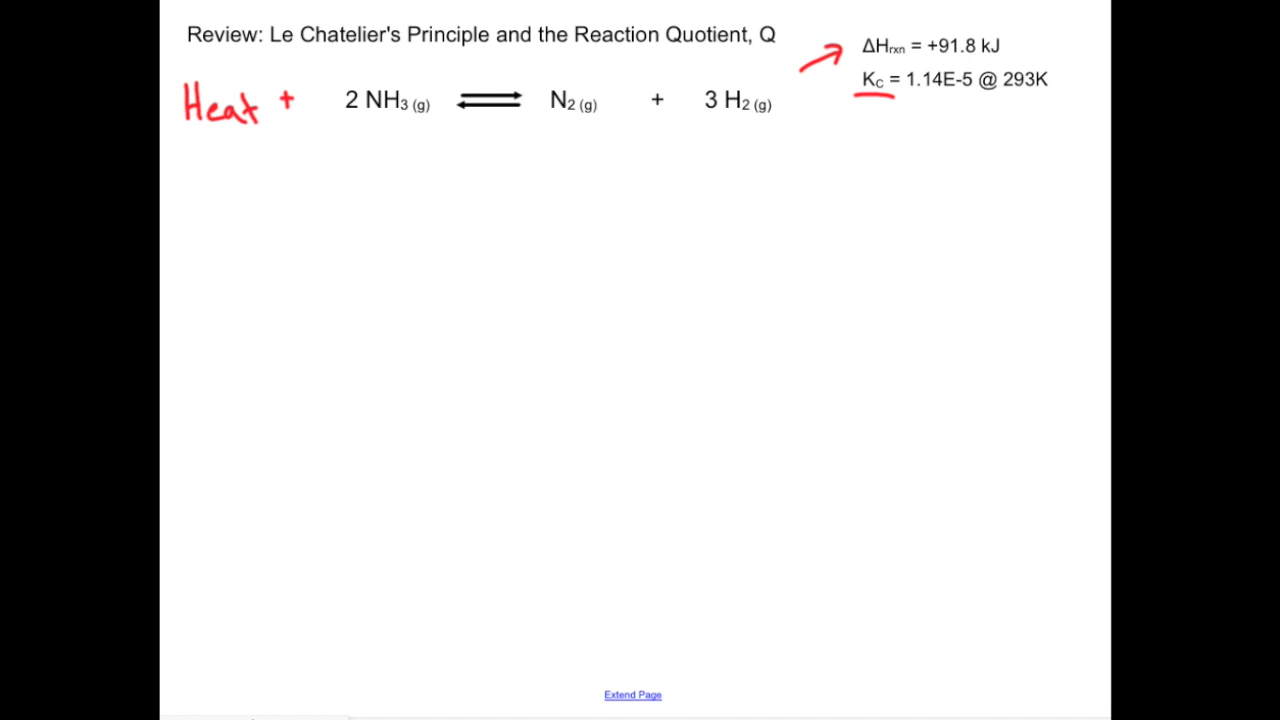 Review: Le Chatelier's Principle and the Reaction Quotient, Q
ΔHrxn = +91.8 kJ
Kc = 1.14E-5 @ 293K
Heat + 2 NH3 (g) ⇌ N2 (g) + 3 H2 (g)
Extend Page